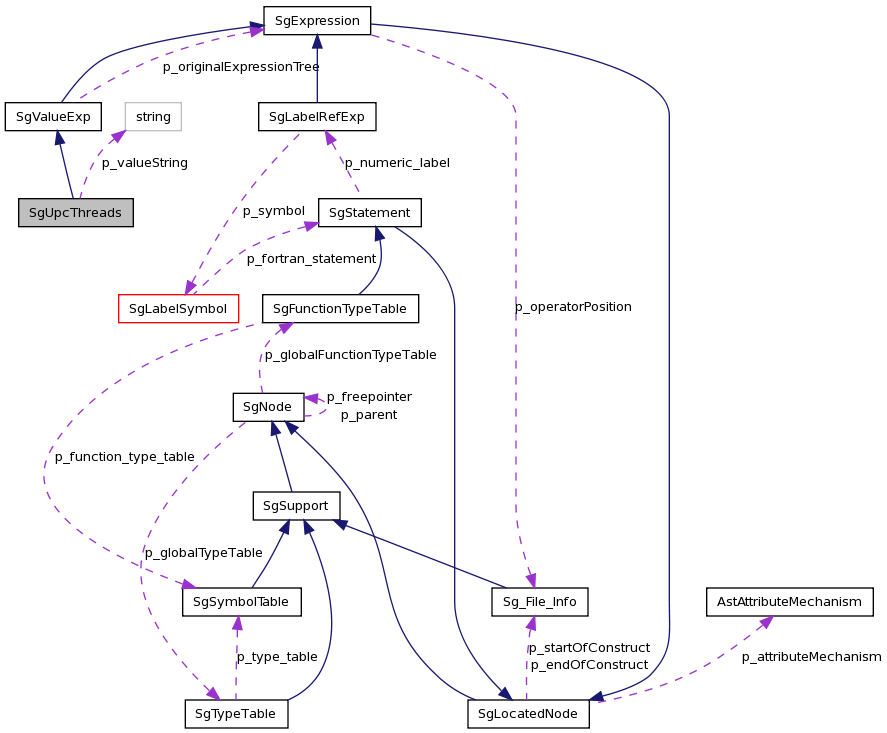 SgExpression
p_originalExpressionTree
SgValueExp
string
SgLabelRefExp
p_valueString
p_numeric_label
SgUpcThreads
p_symbol
SgStatement
p_fortran_statement
SgLabelSymbol
SgFunctionTypeTable
p_operatorPosition
p_globalFunctionTypeTable
SgNode
p_freepointer
p_parent
p_function_type_table
SgSupport
p_globalTypeTable
SgSymbolTable
Sg_File_Info
AstAttributeMechanism
p_type_table
p_startOfConstruct
p_endOfConstruct
p_attributeMechanism
SgTypeTable
SgLocatedNode